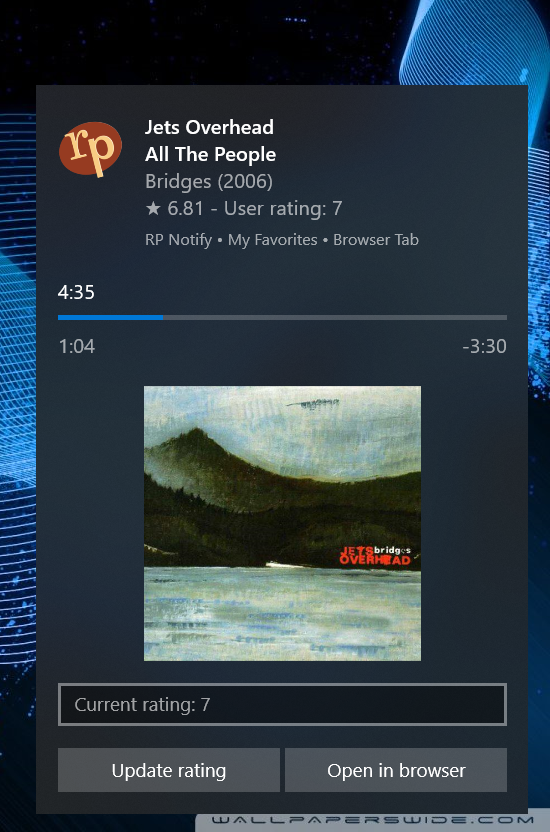 rp
Jets Overhead
All The People
Bridges (2006)
★ 6.81 - User rating: 7
RP Notify • My Favorites • Browser Tab
4:35
1:04
-3:30
JETS bridges
OVERHEAD
Current rating: 7
Update rating
Open in browser
WALLPAPERSWIDE.COM